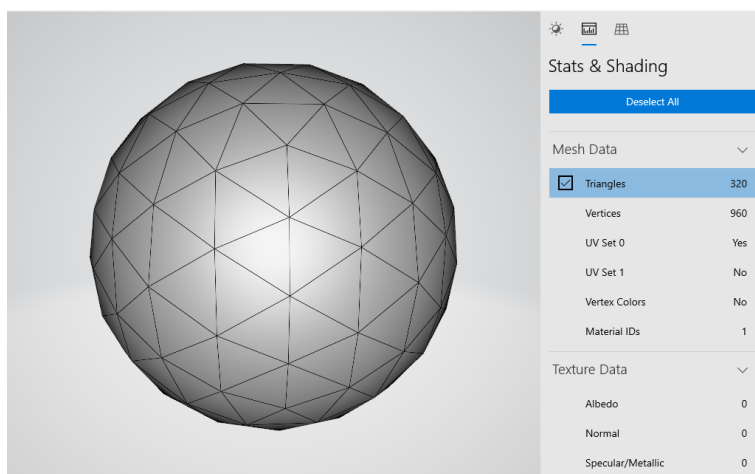 Stats & Shading
Deselect All
Mesh Data
Triangles 320
Vertices 960
UV Set 0 Yes
UV Set 1 No
Vertex Colors No
Material IDs 1
Texture Data
Albedo 0
Normal 0
Specular/Metallic 0